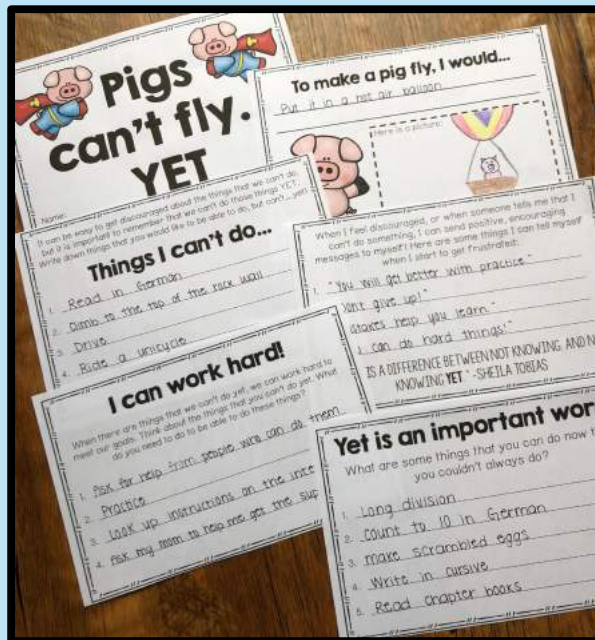 Pigs
can't fly.
YET
Name:
To make a pig fly, I would...
Put it in a hot air balloon
Here is a picture:
It can be easy to get discouraged about the things that we can't do,
but it is important to remember that we can't do those things YET.
Write down things that you would like to be able to do, but can't...yet!
Things I can't do...
1. Read in German
2. Climb to the top of the rock wall
3. Drive
4. Ride a unicycle
When I feel discouraged, or when someone tells me that I
can't do something, I can send positive, encouraging
messages to myself! Here are some things I can tell myself
when I start to get frustrated:
1. "You will get better with practice"
give up!"
help you learn"
can do hard things!"
IS A DIFFERENCE BETWEEN NOT KNOWING AND N
KNOWING YET." -SHEILA TOBIAS
I can work hard!
When there are things that we can't do yet, we can work hard to
meet our goals. Think about the things that you can't do yet. What
do you need to do to be able to do these things?
1. Ask for help from people who can do them
2. Practice
3. Look up instructions on the inte
4. Ask my mom to help me get the sup
Yet is an important wor
What are some things that you can do now t
you couldn't always do?
1. Long division
2. count to 10 in German
3. make scrambled eggs
4. Write in cursive
5. Read chapter books